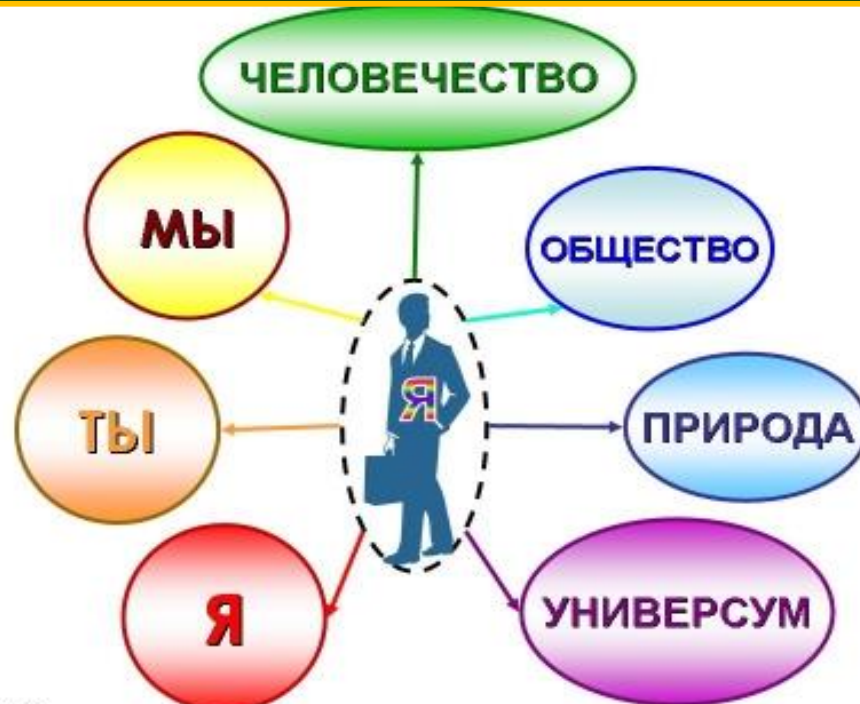 ЧЕЛОВЕЧЕСТВО
МЫ
ОБЩЕСТВО
Я
ТЫ
ПРИРОДА
Я
УНИВЕРСУМ